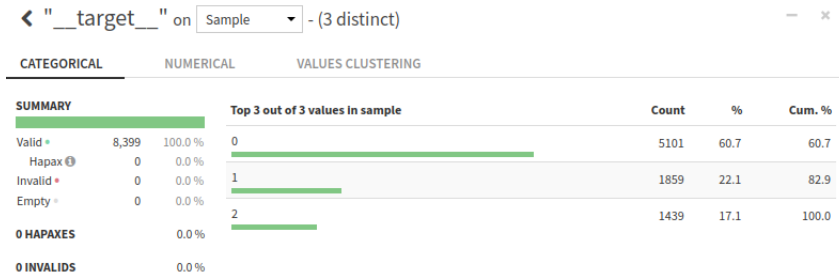 "__target__" on Sample - (3 distinct)
CATEGORICAL NUMERICAL VALUES CLUSTERING
SUMMARY
Valid 8,399 100.0 %
Hapax 0 0.0 %
Invalid 0 0.0 %
Empty 0 0.0 %
0 HAPAXES 0.0 %
0 INVALIDS 0.0 %
Top 3 out of 3 values in sample Count % Cum. %
0 5101 60.7 60.7
1 1859 22.1 82.9
2 1439 17.1 100.0